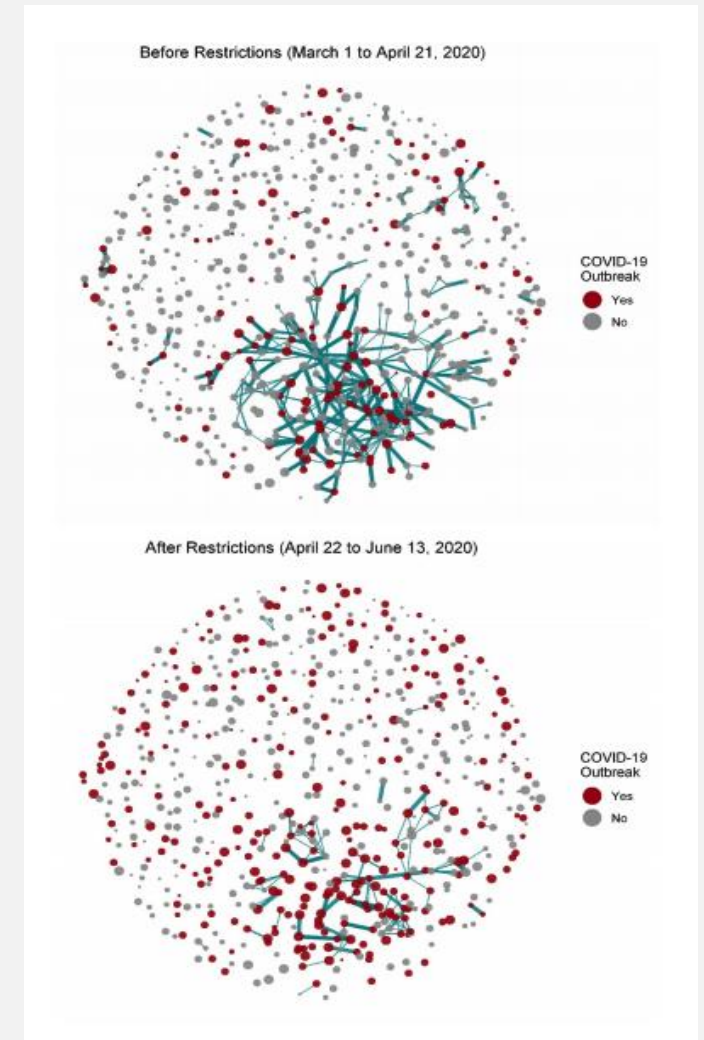 Before Restrictions (March 1 to April 21, 2020)
COVID-19
Outbreak
Yes
No
After Restrictions (April 22 to June 13, 2020)
COVID-19
Outbreak
Yes
No